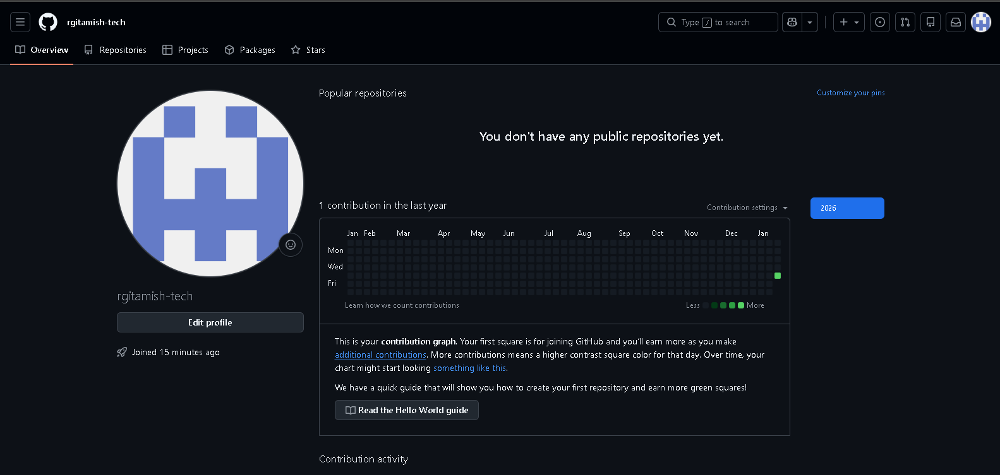 rgitamish-tech
Type / to search
Overview
Repositories
Projects
Packages
Stars
rgitamish-tech
Edit profile
Joined 15 minutes ago
Popular repositories
Customize your pins
You don't have any public repositories yet.
1 contribution in the last year
Contribution settings
2026
Jan Feb Mar Apr May Jun Jul Aug Sep Oct Nov Dec Jan
Mon
Wed
Fri
Learn how we count contributions
Less More
This is your contribution graph. Your first square is for joining GitHub and you'll earn more as you make
additional contributions. More contributions means a higher contrast square color for that day. Over time, your
chart might start looking something like this.
We have a quick guide that will show you how to create your first repository and earn more green squares!
Read the Hello World guide
Contribution activity